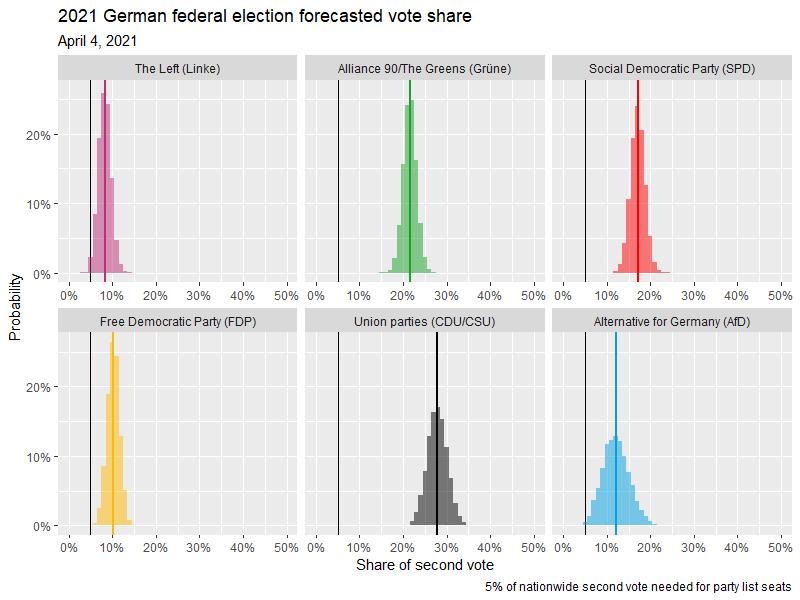 2021 German federal election forecasted vote share
April 4, 2021
The Left (Linke)
Alliance 90/The Greens (Grüne)
Social Democratic Party (SPD)
20%
10%
0%
0% 10% 20% 30% 40% 50%
0% 10% 20% 30% 40% 50%
0% 10% 20% 30% 40% 50%
Probability
Free Democratic Party (FDP)
Union parties (CDU/CSU)
Alternative for Germany (AfD)
20%
10%
0%
0% 10% 20% 30% 40% 50%
0% 10% 20% 30% 40% 50%
0% 10% 20% 30% 40% 50%
Share of second vote
5% of nationwide second vote needed for party list seats